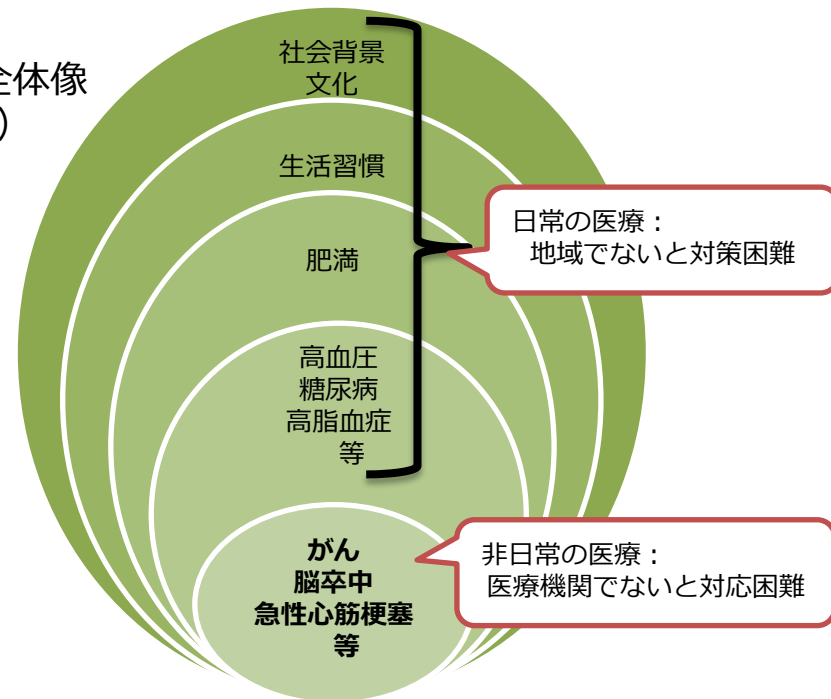 全体像
）
社会背景
文化
生活習慣
肥満
高血圧
糖尿病
高脂血症
等
日常の医療：
地域でないと対策困難
がん
脳卒中
急性心筋梗塞
等
非日常の医療：
医療機関でないと対応困難